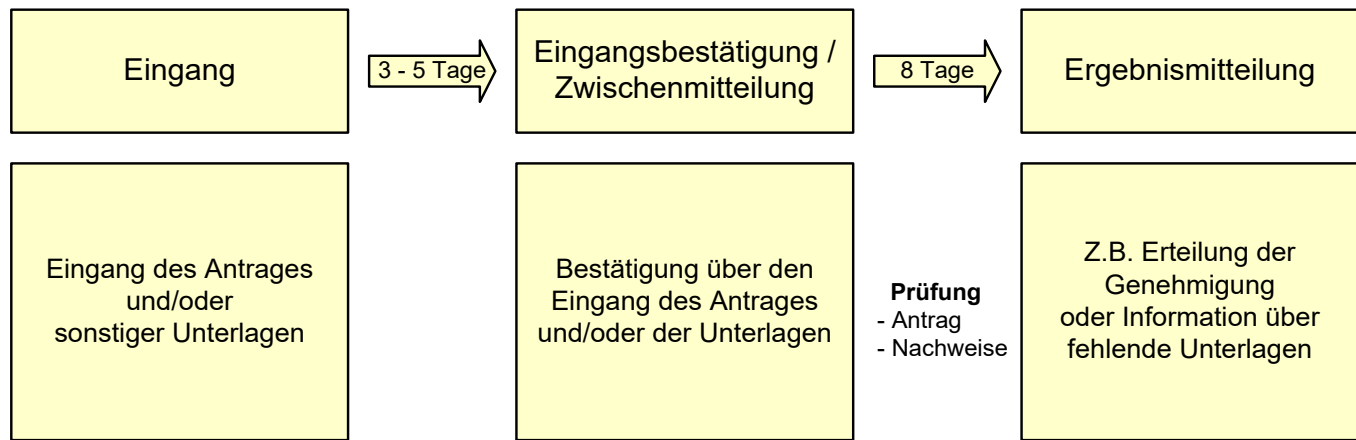 Eingang
3 - 5 Tage
Eingangsbestätigung /
Zwischenmitteilung
8 Tage
Ergebnismitteilung
Eingang des Antrages
und/oder
sonstiger Unterlagen
Bestätigung über den
Eingang des Antrages
und/oder der Unterlagen
Prüfung
- Antrag
- Nachweise
Z.B. Erteilung der
Genehmigung
oder Information über
fehlende Unterlagen